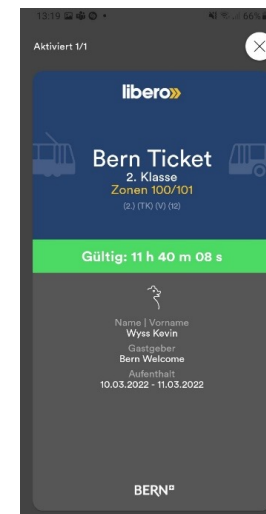 13:19
66%
Aktiviert 1/1
libero
Bern Ticket
2. Klasse
Zonen 100/101
(2.) (TK) (V) (12)
Gültig: 11 h 40 m 08 s
Name | Vorname
Wyss Kevin
Gastgeber
Bern Welcome
Aufenthalt
10.03.2022 - 11.03.2022
BERN